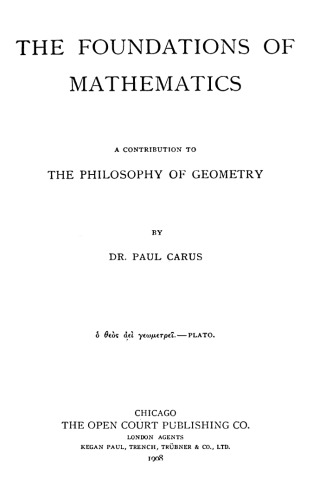 THE FOUNDATIONS OF
MATHEMATICS
A CONTRIBUTION TO
THE PHILOSOPHY OF GEOMETRY
BY
DR. PAUL CARUS
ὁ θεὸς ἀεὶ γεωμετρεῖ.—PLATO.
CHICAGO
THE OPEN COURT PUBLISHING CO.
LONDON AGENTS
KEGAN PAUL, TRENCH, TRÜBNER & CO., LTD.
1908